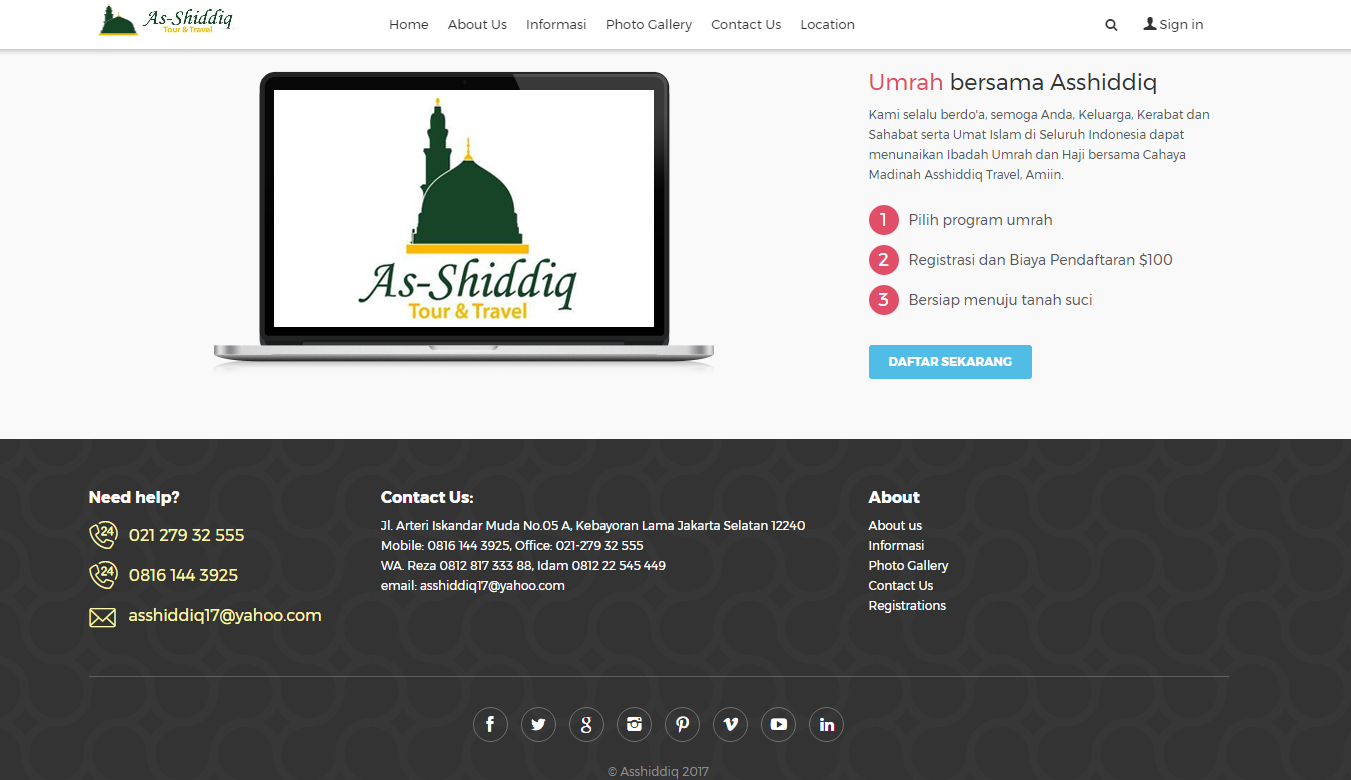 As-Shiddiq
Tour & Travel
Home About Us Informasi Photo Gallery Contact Us Location
Sign in
As-Shiddiq
Tour & Travel
Umrah bersama Asshiddiq
Kami selalu berdo'a, semoga Anda, Keluarga, Kerabat dan
Sahabat serta Umat Islam di Seluruh Indonesia dapat
menunaikan Ibadah Umrah dan Haji bersama Cahaya
Madinah Asshiddiq Travel, Amiin.
1 Pilih program umrah
2 Registrasi dan Biaya Pendaftaran $100
3 Bersiap menuju tanah suci
DAFTAR SEKARANG
Need help?
24 021 279 32 555
24 0816 144 3925
asshiddiq17@yahoo.com
Contact Us:
Jl. Arteri Iskandar Muda No.05 A, Kebayoran Lama Jakarta Selatan 12240
Mobile: 0816 144 3925, Office: 021-279 32 555
WA. Reza 0812 817 333 88, Idam 0812 22 545 449
email: asshiddiq17@yahoo.com
About
About us
Informasi
Photo Gallery
Contact Us
Registrations
© Asshiddiq 2017